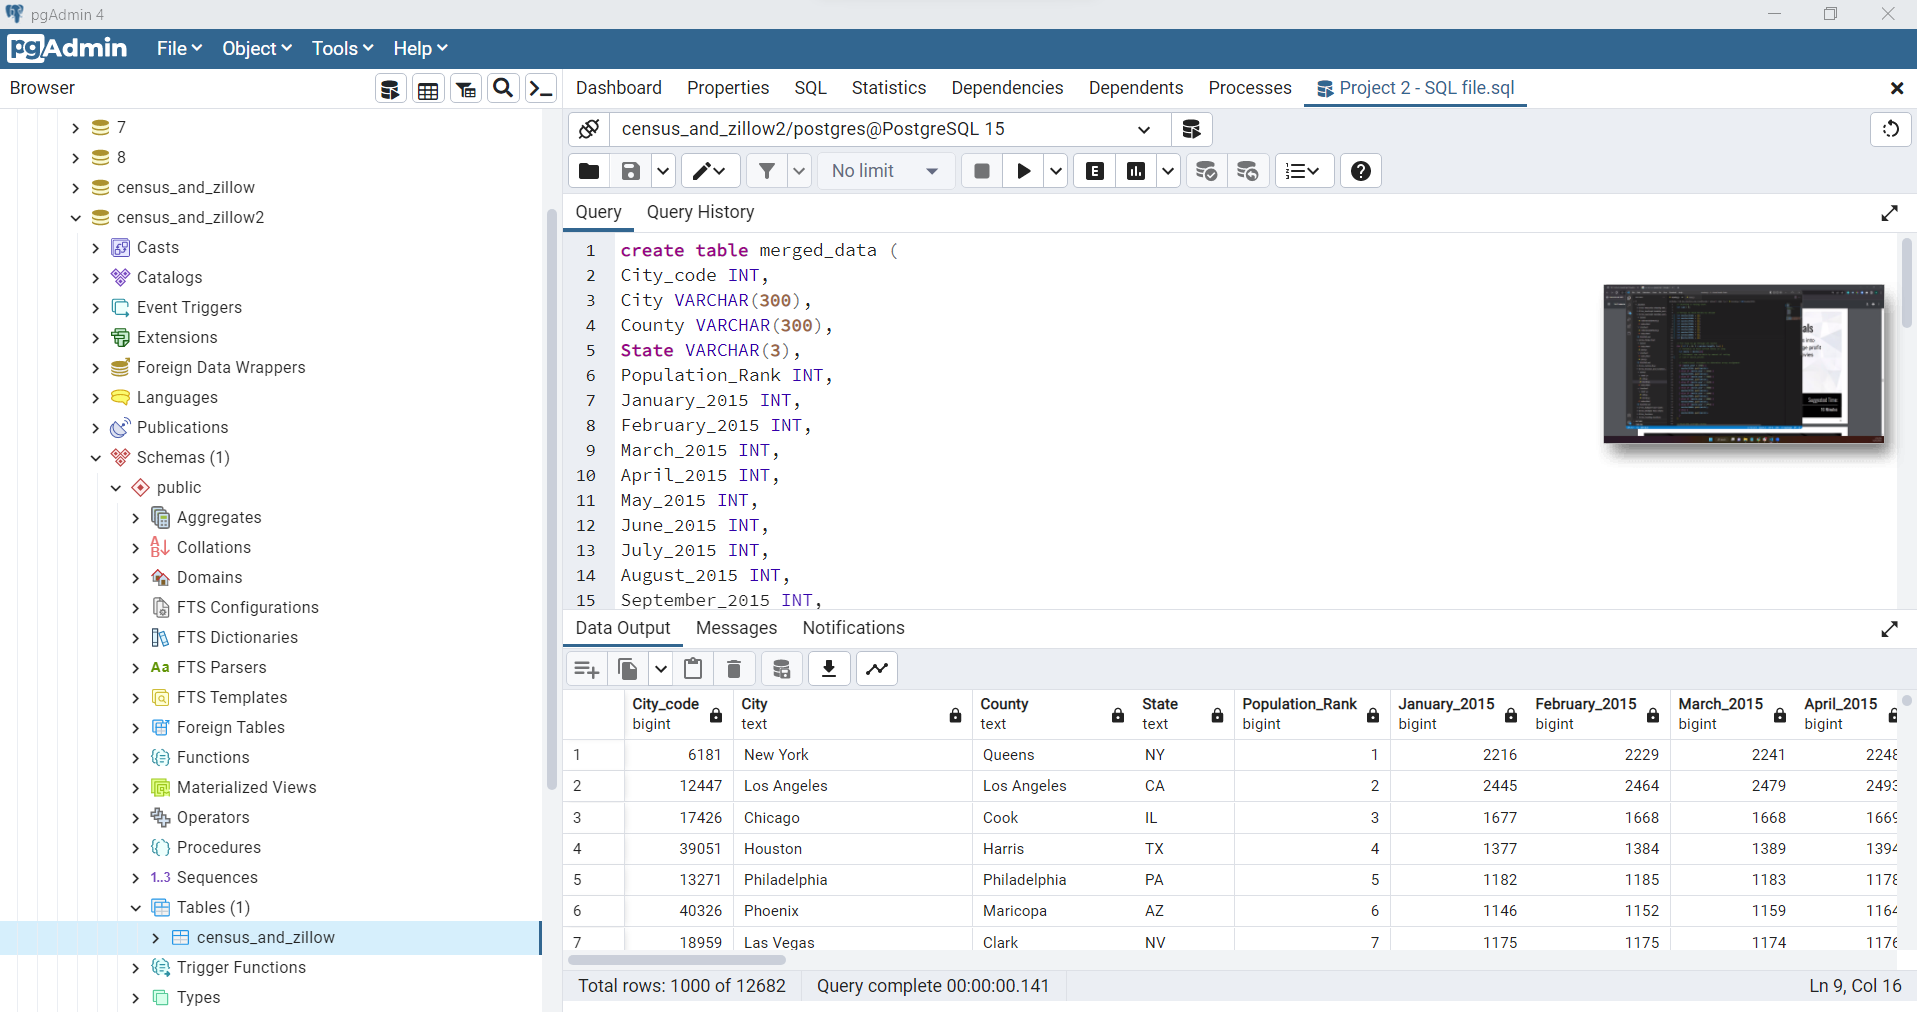 pgAdmin 4
pgAdmin File Object Tools Help
Browser
Dashboard Properties SQL Statistics Dependencies Dependents Processes Project 2 - SQL file.sql
7
8
census_and_zillow
census_and_zillow2
Casts
Catalogs
Event Triggers
Extensions
Foreign Data Wrappers
Languages
Publications
Schemas (1)
public
Aggregates
Collations
Domains
FTS Configurations
FTS Dictionaries
Aa FTS Parsers
FTS Templates
Foreign Tables
Functions
Materialized Views
Operators
Procedures
1..3 Sequences
Tables (1)
census_and_zillow
Trigger Functions
Types
census_and_zillow2/postgres@PostgreSQL 15
No limit
E
Query Query History
1 create table merged_data (
2 City_code INT,
3 City VARCHAR(300),
4 County VARCHAR(300),
5 State VARCHAR(3),
6 Population_Rank INT,
7 January_2015 INT,
8 February_2015 INT,
9 March_2015 INT,
10 April_2015 INT,
11 May_2015 INT,
12 June_2015 INT,
13 July_2015 INT,
14 August_2015 INT,
15 September_2015 INT,
Suggested Time
Data Output Messages Notifications
City_code City County State Population_Rank January_2015 February_2015 March_2015 April_2015
bigint text text text bigint bigint bigint bigint bigint
1 6181 New York Queens NY 1 2216 2229 2241 2248
2 12447 Los Angeles Los Angeles CA 2 2445 2464 2479 2493
3 17426 Chicago Cook IL 3 1677 1668 1668 1669
4 39051 Houston Harris TX 4 1377 1384 1389 1394
5 13271 Philadelphia Philadelphia PA 5 1182 1185 1183 1178
6 40326 Phoenix Maricopa AZ 6 1146 1152 1159 1164
7 18959 Las Vegas Clark NV 7 1175 1175 1174 1176
Total rows: 1000 of 12682 Query complete 00:00:00.141 Ln 9, Col 16